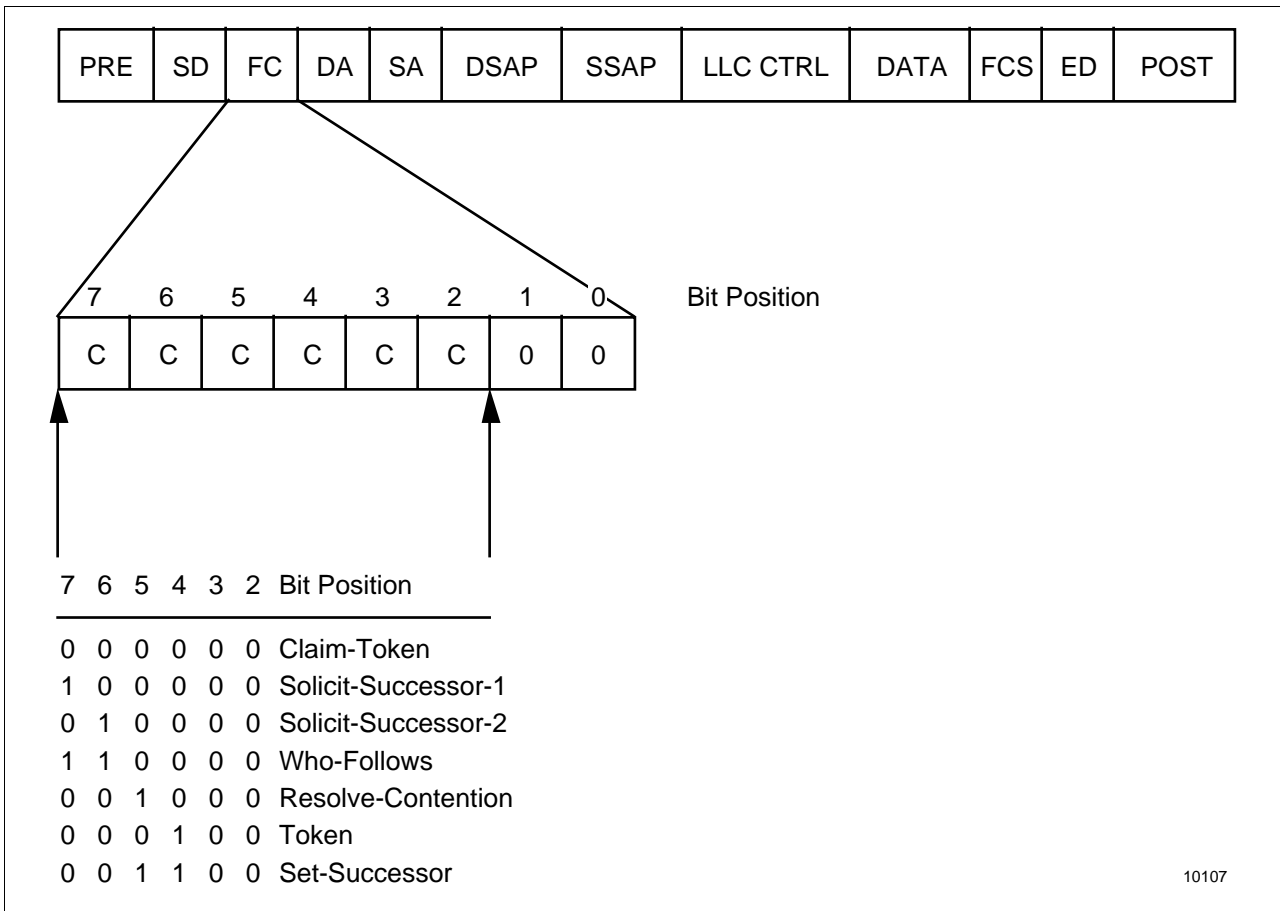 PRE SD FC DA SA DSAP SSAP LLC CTRL DATA FCS ED POST
7 6 5 4 3 2 1 0 Bit Position
C C C C C C 0 0
7 6 5 4 3 2 Bit Position
0 0 0 0 0 0 Claim-Token
1 0 0 0 0 0 Solicit-Successor-1
0 1 0 0 0 0 Solicit-Successor-2
1 1 0 0 0 0 Who-Follows
0 0 1 0 0 0 Resolve-Contention
0 0 0 1 0 0 Token
0 0 1 1 0 0 Set-Successor
10107